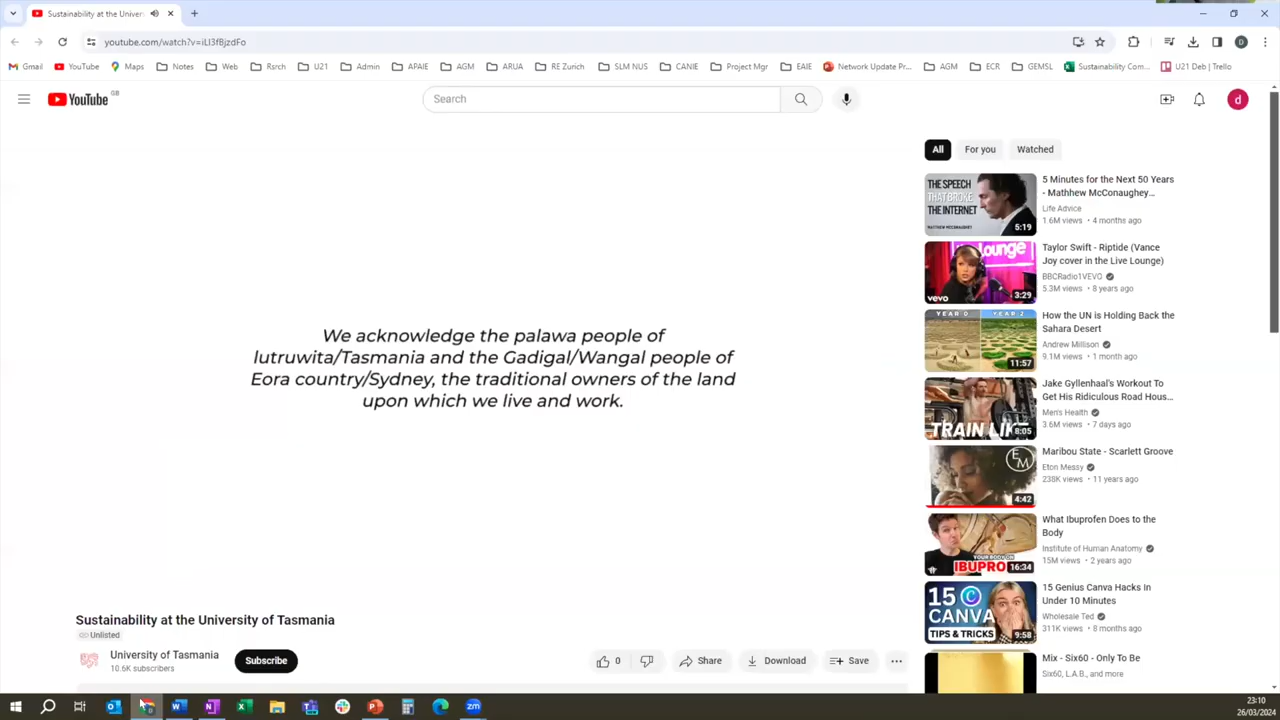 Sustainability at the Univer
youtube.com/watch?v=iLI3fBjzdFo
Gmail
YouTube
Maps
Notes
Web
Rsrch
U21
Admin
APAIE
AGM
ARUA
RE Zurich
SLM NUS
CANIE
Project Mgr
EAIE
Network Update Pr...
AGM
ECR
GEMSL
Sustainability Com...
U21 Deb | Trello
YouTube GB
Search
d
All
For you
Watched
THE SPEECH
THAT BROKE
THE INTERNET
MATTHEW MCCONAUGHEY
5:19
5 Minutes for the Next 50 Years
- Mathhew McConaughey...
Life Advice
1.6M views • 4 months ago
Lounge
vevo
3:29
Taylor Swift - Riptide (Vance
Joy cover in the Live Lounge)
BBCRadio1VEVO
5.3M views • 8 years ago
YEAR 0
YEAR 2
11:57
How the UN is Holding Back the
Sahara Desert
Andrew Millison
9.1M views • 1 month ago
TRAIN LIKE
8:05
Jake Gyllenhaal's Workout To
Get His Ridiculous Road Hous...
Men's Health
3.6M views • 7 days ago
EM
4:42
Maribou State - Scarlett Groove
Eton Messy
238K views • 11 years ago
YOUR BODY ON
IBUPRO
16:34
What Ibuprofen Does to the
Body
Institute of Human Anatomy
15M views • 2 years ago
15 C
CANVA
TIPS & TRICKS
9:58
15 Genius Canva Hacks In
Under 10 Minutes
Wholesale Ted
311K views • 8 months ago
Mix - Six60 - Only To Be
Six60, L.A.B., and more
We acknowledge the palawa people of
lutruwita/Tasmania and the Gadigal/Wangal people of
Eora country/Sydney, the traditional owners of the land
upon which we live and work.
Sustainability at the University of Tasmania
Unlisted
University of Tasmania
10.6K subscribers
Subscribe
0
Share
Download
Save
23:10
26/03/2024